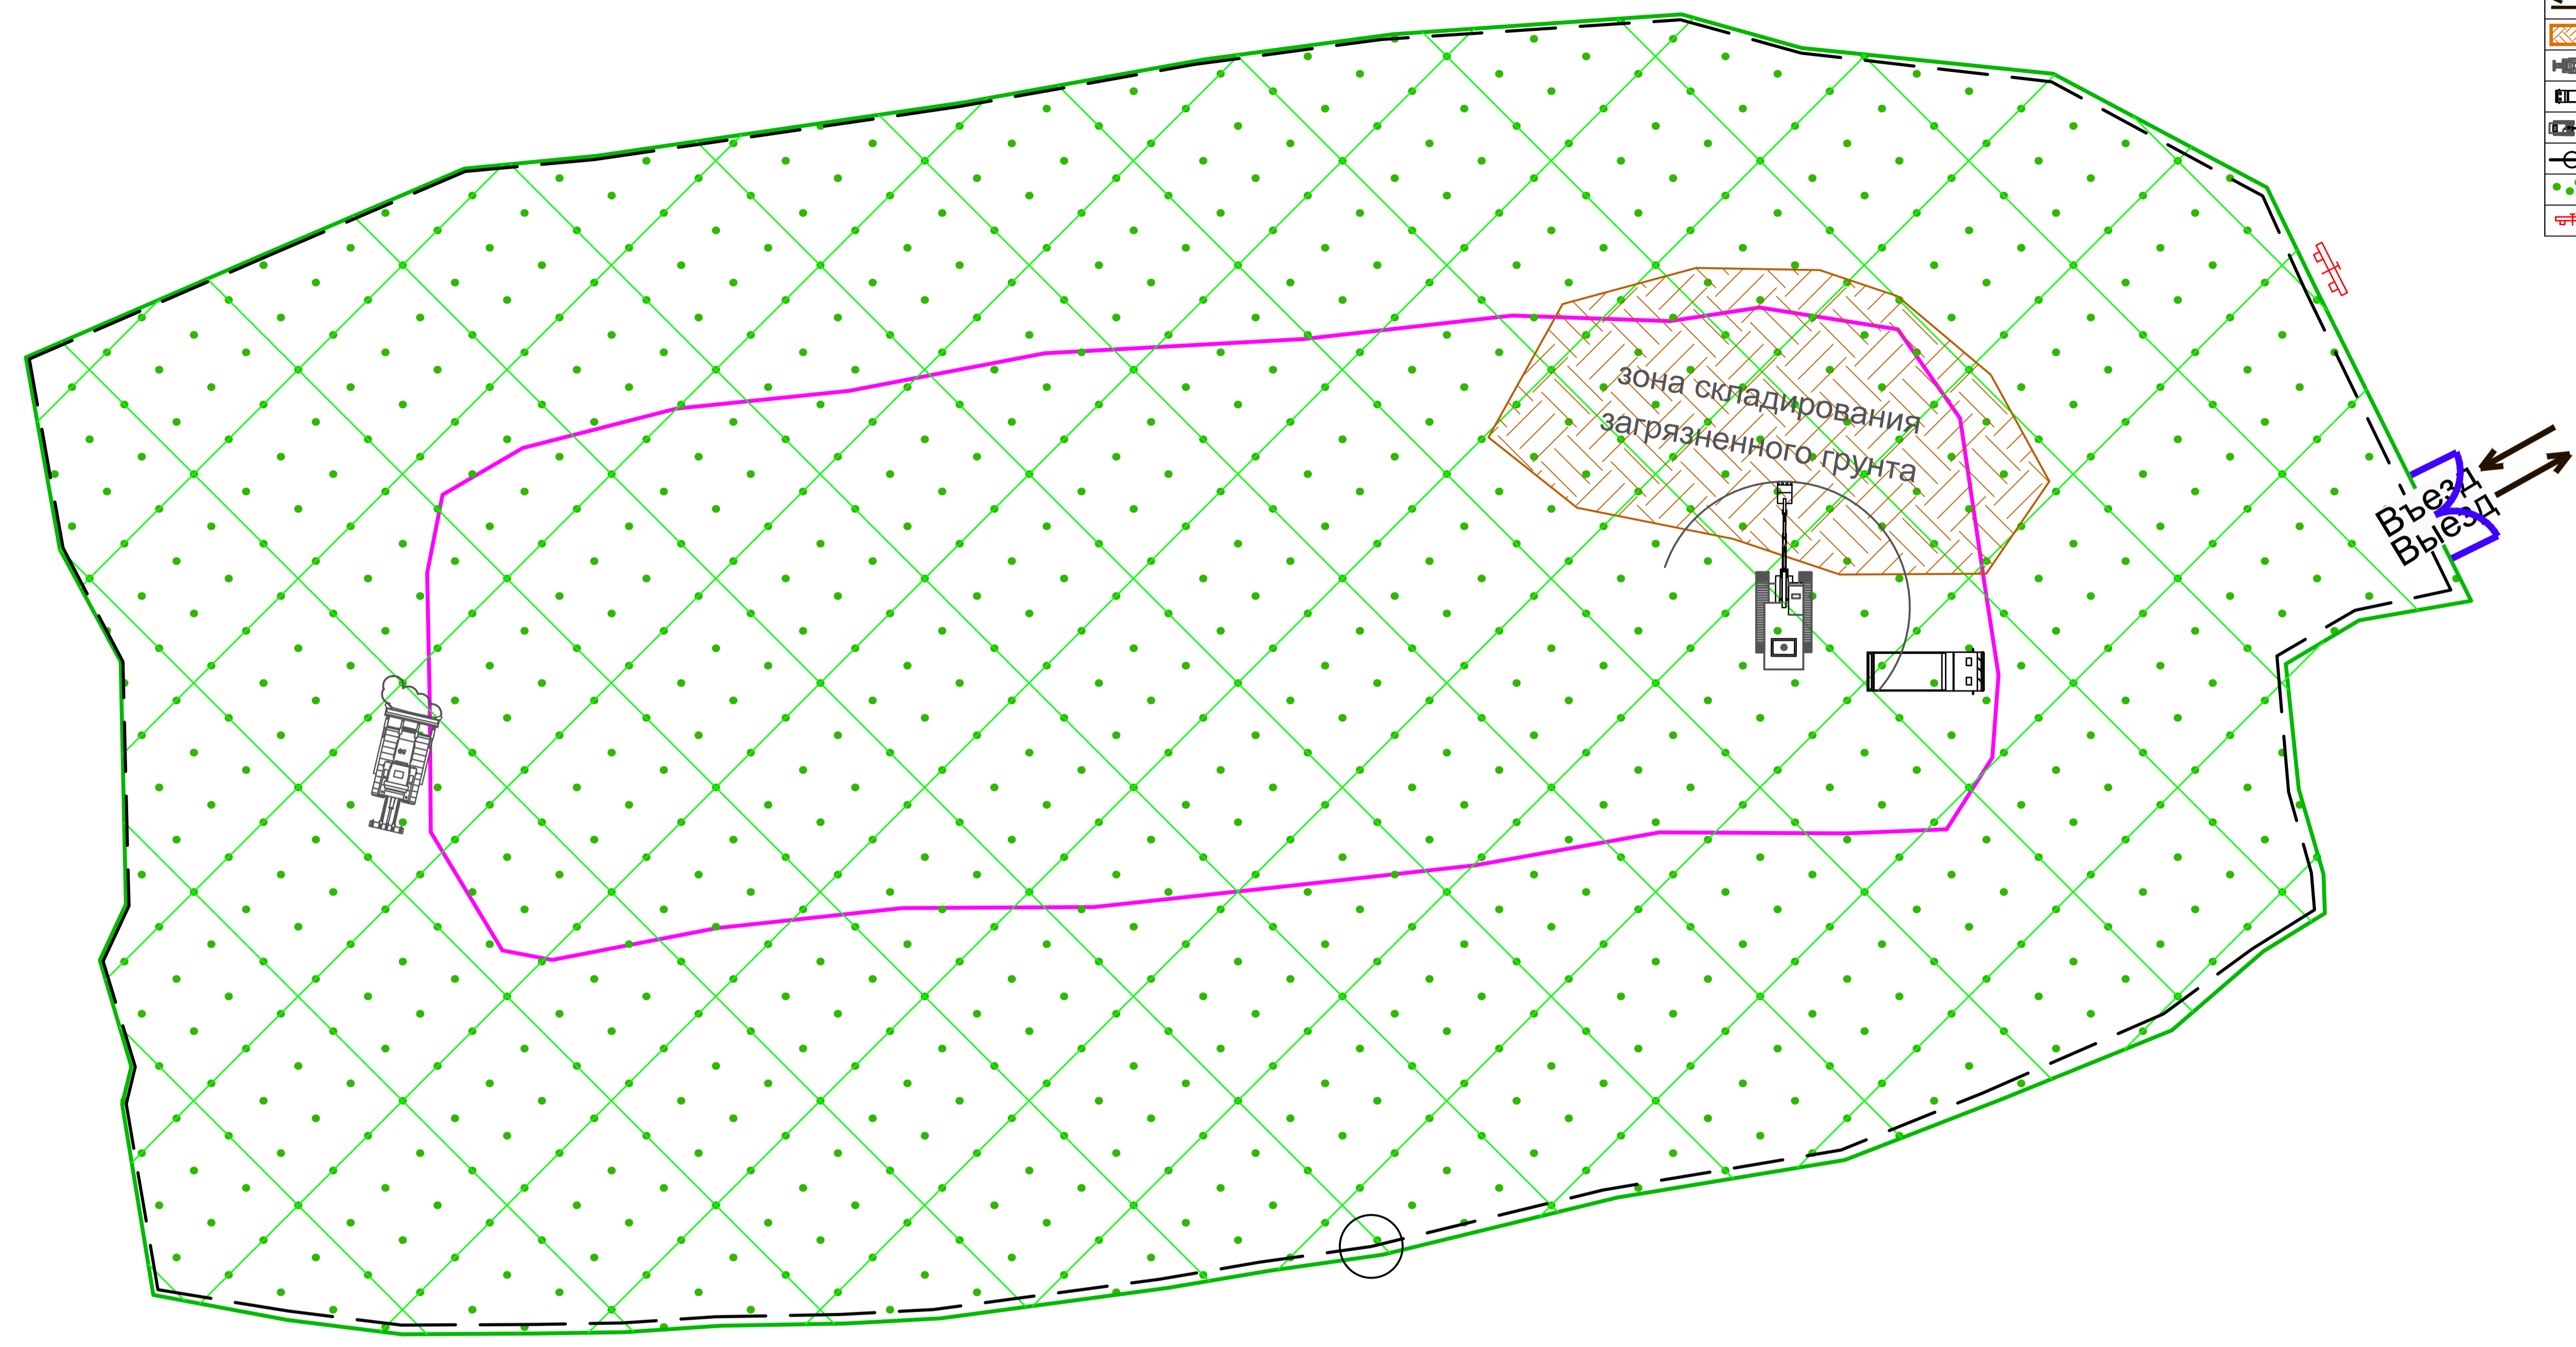 зона складирования
загрязненного грунта
Въезд
Выезд